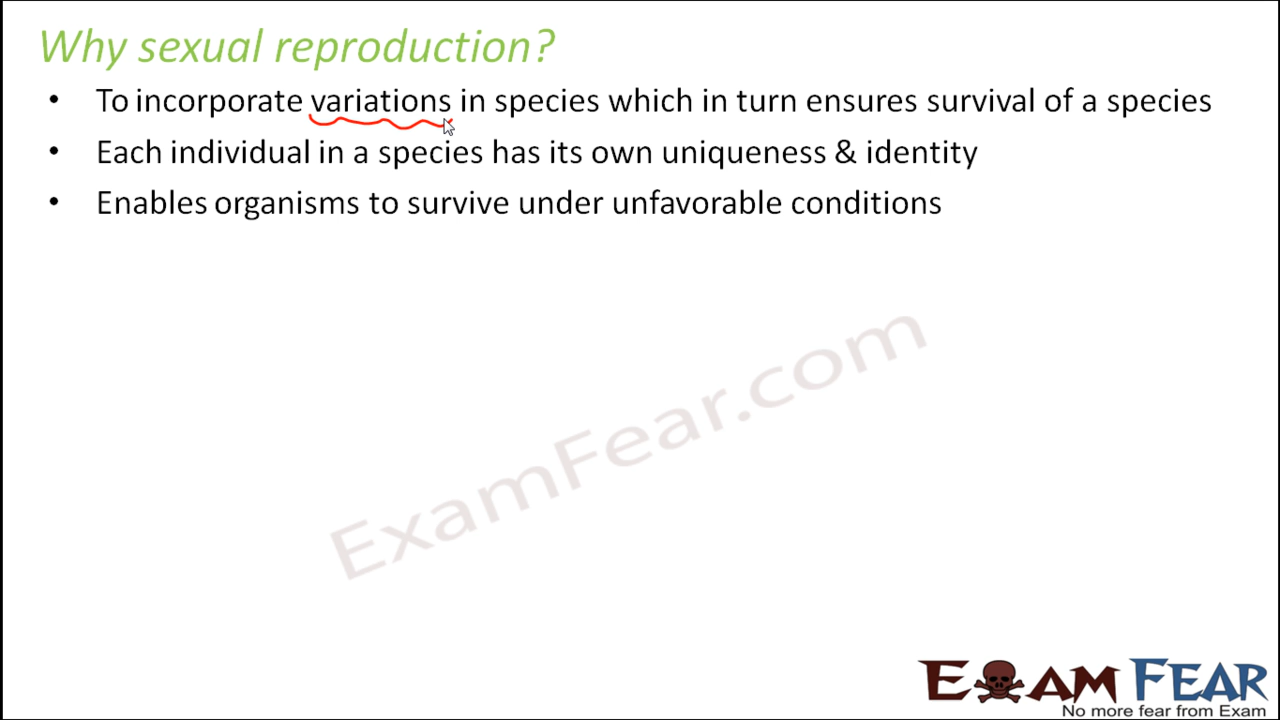 Why sexual reproduction?
• To incorporate variations in species which in turn ensures survival of a species
• Each individual in a species has its own uniqueness & identity
• Enables organisms to survive under unfavorable conditions
ExamFear.com
EXAM FEAR
No more fear from Exam